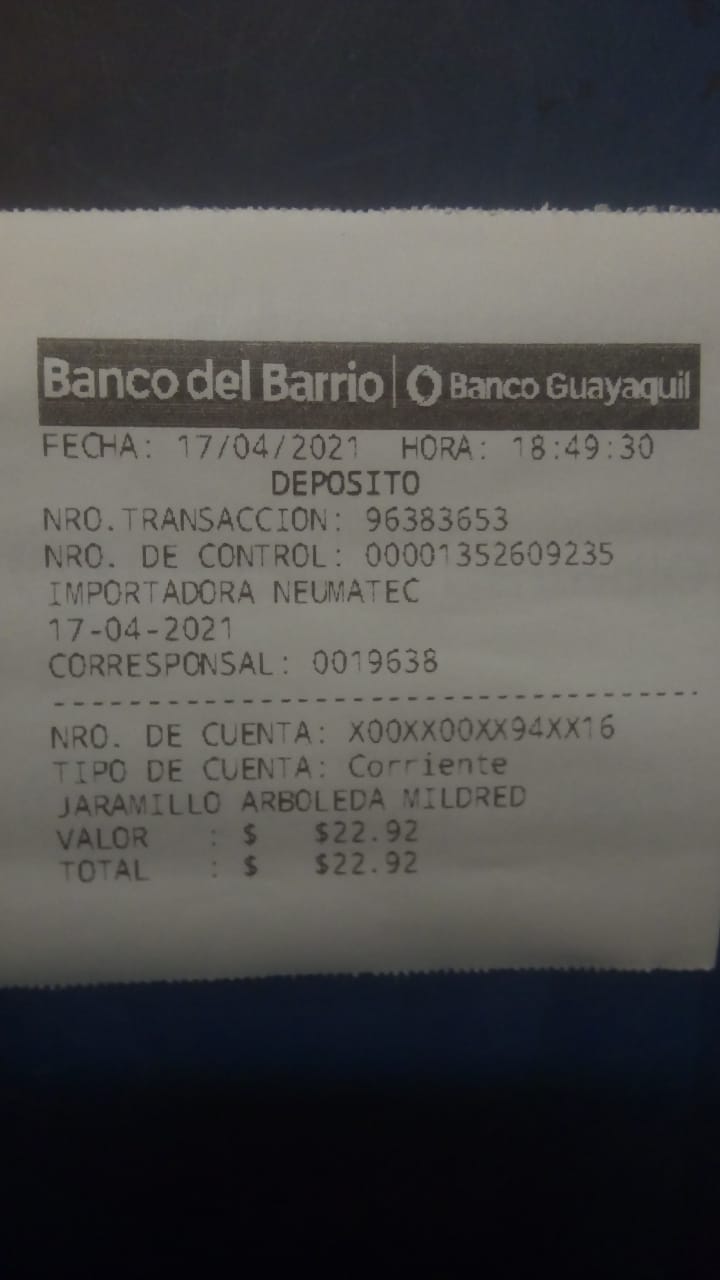 Banco del Barrio | Banco Guayaquil
FECHA: 17/04/2021 HORA: 18:49:30
DEPOSITO
NRO.TRANSACCION: 96383653
NRO. DE CONTROL: 00001352609235
IMPORTADORA NEUMATEC
17-04-2021
CORRESPONSAL: 0019638
NRO. DE CUENTA: X00XX00XX94XX16
TIPO DE CUENTA: Corriente
JARAMILLO ARBOLEDA MILDRED
VALOR : $ $22.92
TOTAL : $ $22.92